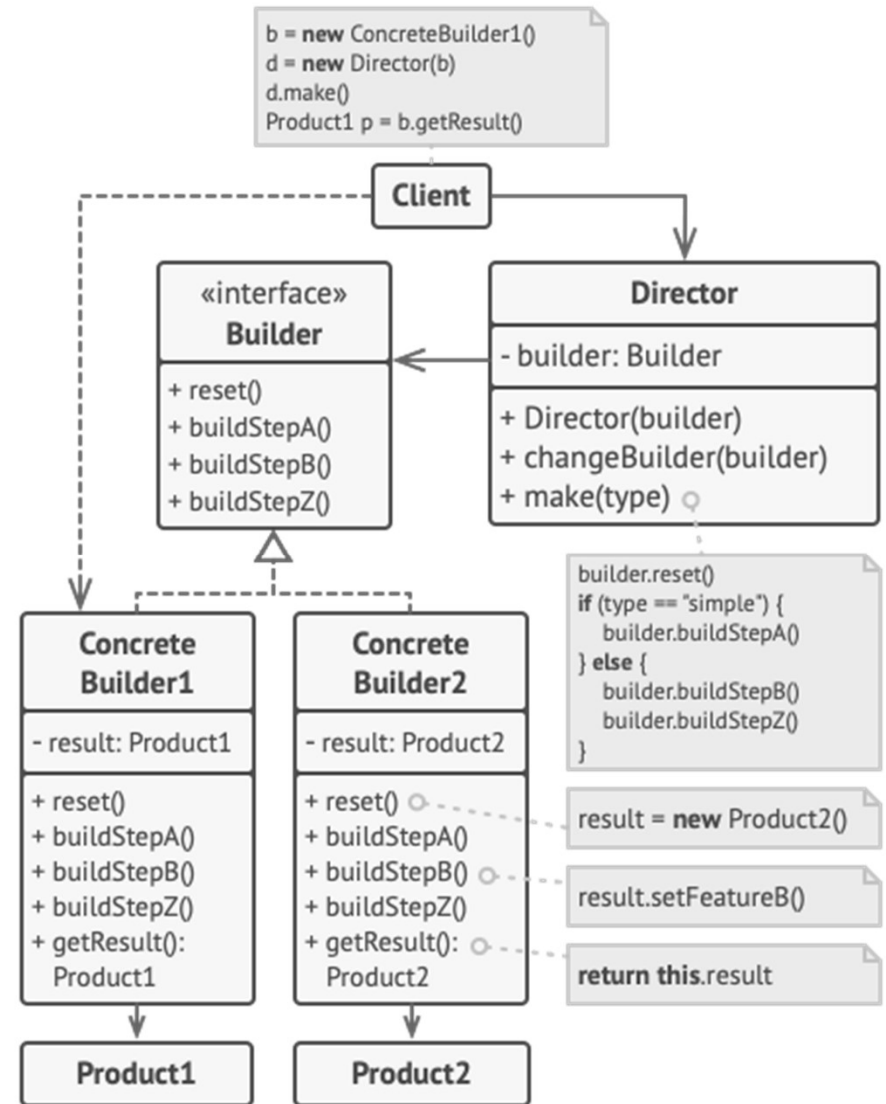 b = new ConcreteBuilder1()
d = new Director(b)
d.make()
Product1 p = b.getResult()
Client
«interface»
Builder
+ reset()
+ buildStepA()
+ buildStepB()
+ buildStepZ()
Director
- builder: Builder
+ Director(builder)
+ changeBuilder(builder)
+ make(type)
builder.reset()
if (type == "simple") {
builder.buildStepA()
} else {
builder.buildStepB()
builder.buildStepZ()
}
Concrete
Builder1
- result: Product1
+ reset()
+ buildStepA()
+ buildStepB()
+ buildStepZ()
+ getResult():
Product1
Concrete
Builder2
- result: Product2
+ reset()
+ buildStepA()
+ buildStepB()
+ buildStepZ()
+ getResult():
Product2
result = new Product2()
result.setFeatureB()
return this.result
Product1
Product2